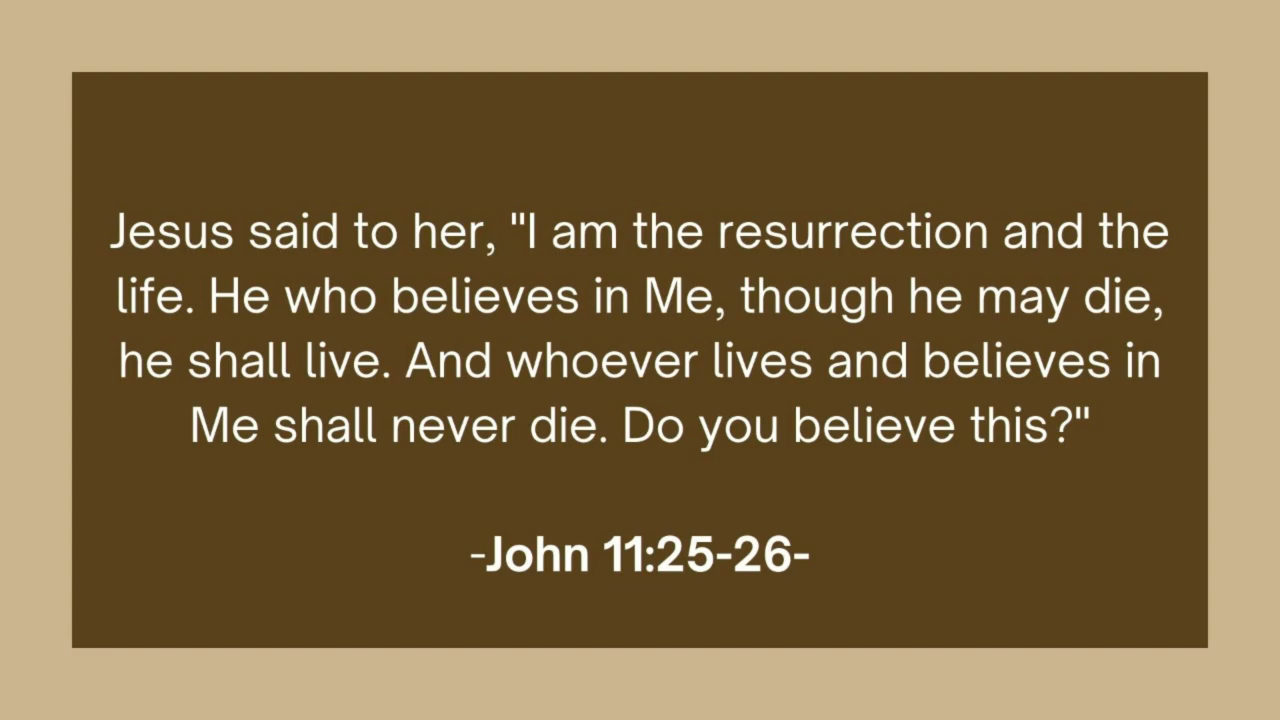 Jesus said to her, "I am the resurrection and the
life. He who believes in Me, though he may die,
he shall live. And whoever lives and believes in
Me shall never die. Do you believe this?"
-John 11:25-26-